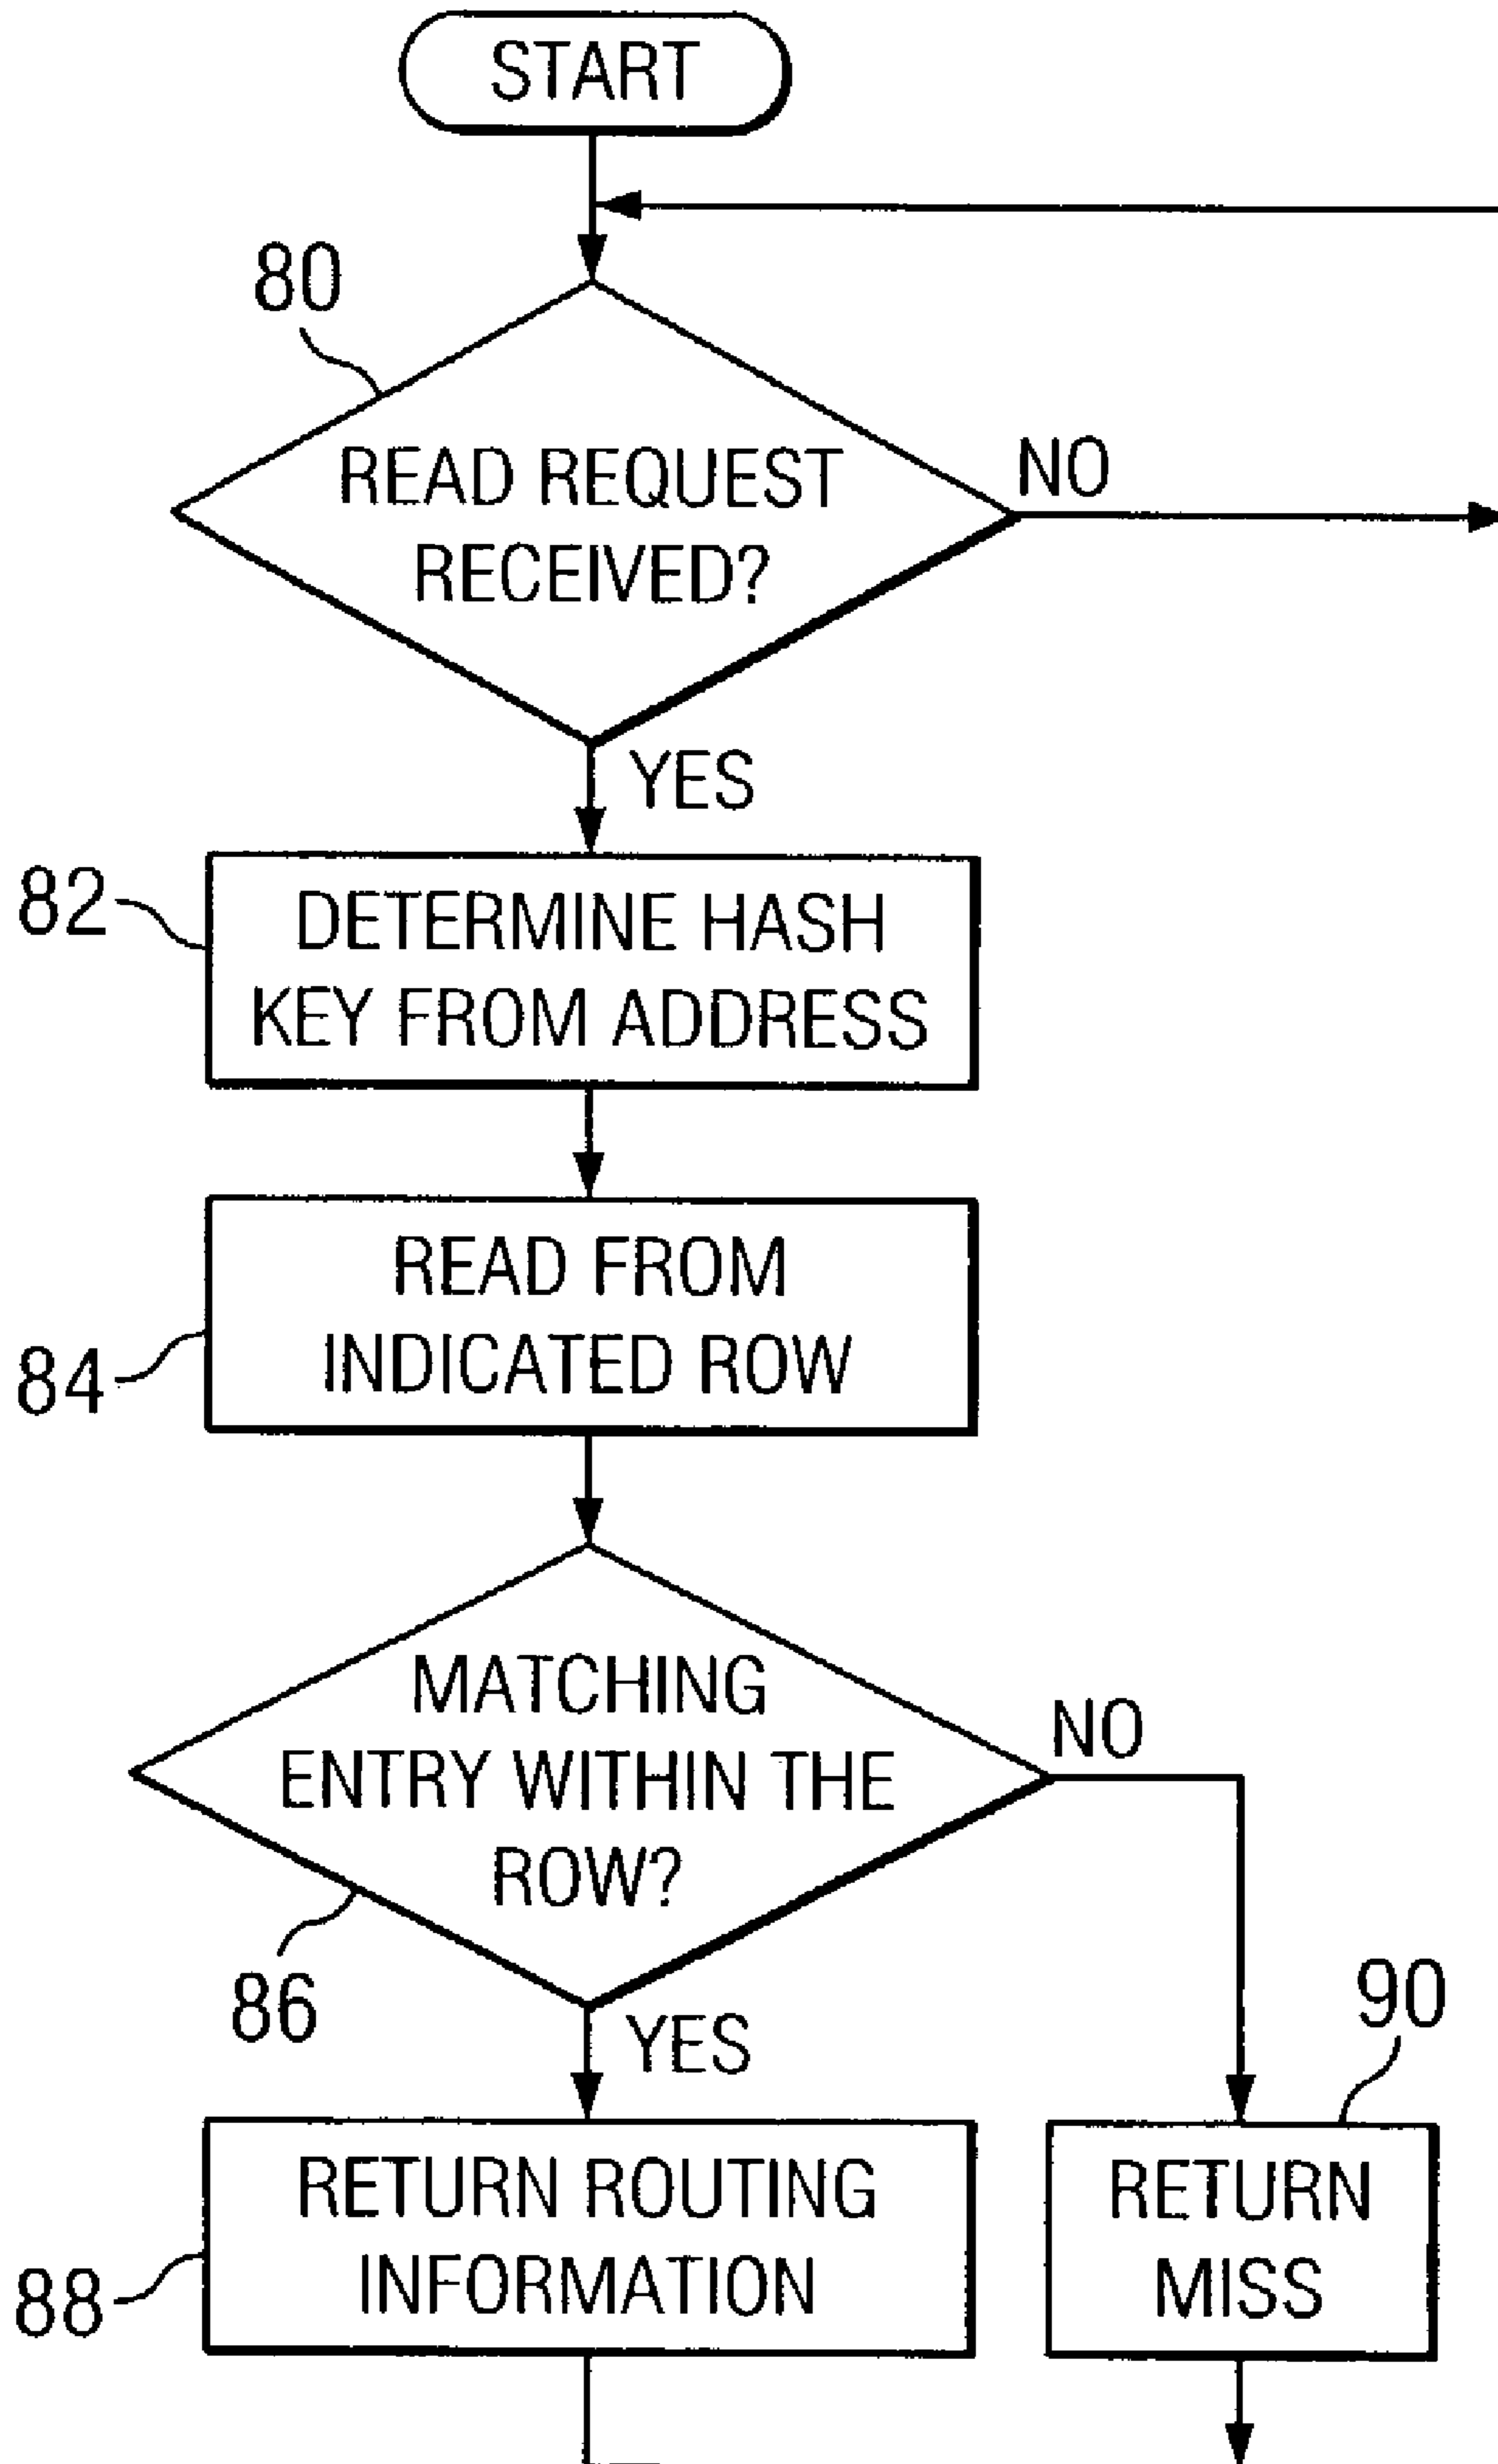 START
80
READ REQUEST
RECEIVED?
NO
YES
82
DETERMINE HASH
KEY FROM ADDRESS
READ FROM
INDICATED ROW
84
MATCHING
ENTRY WITHIN THE
ROW?
NO
86
YES
90
RETURN ROUTING
INFORMATION
88
RETURN
MISS